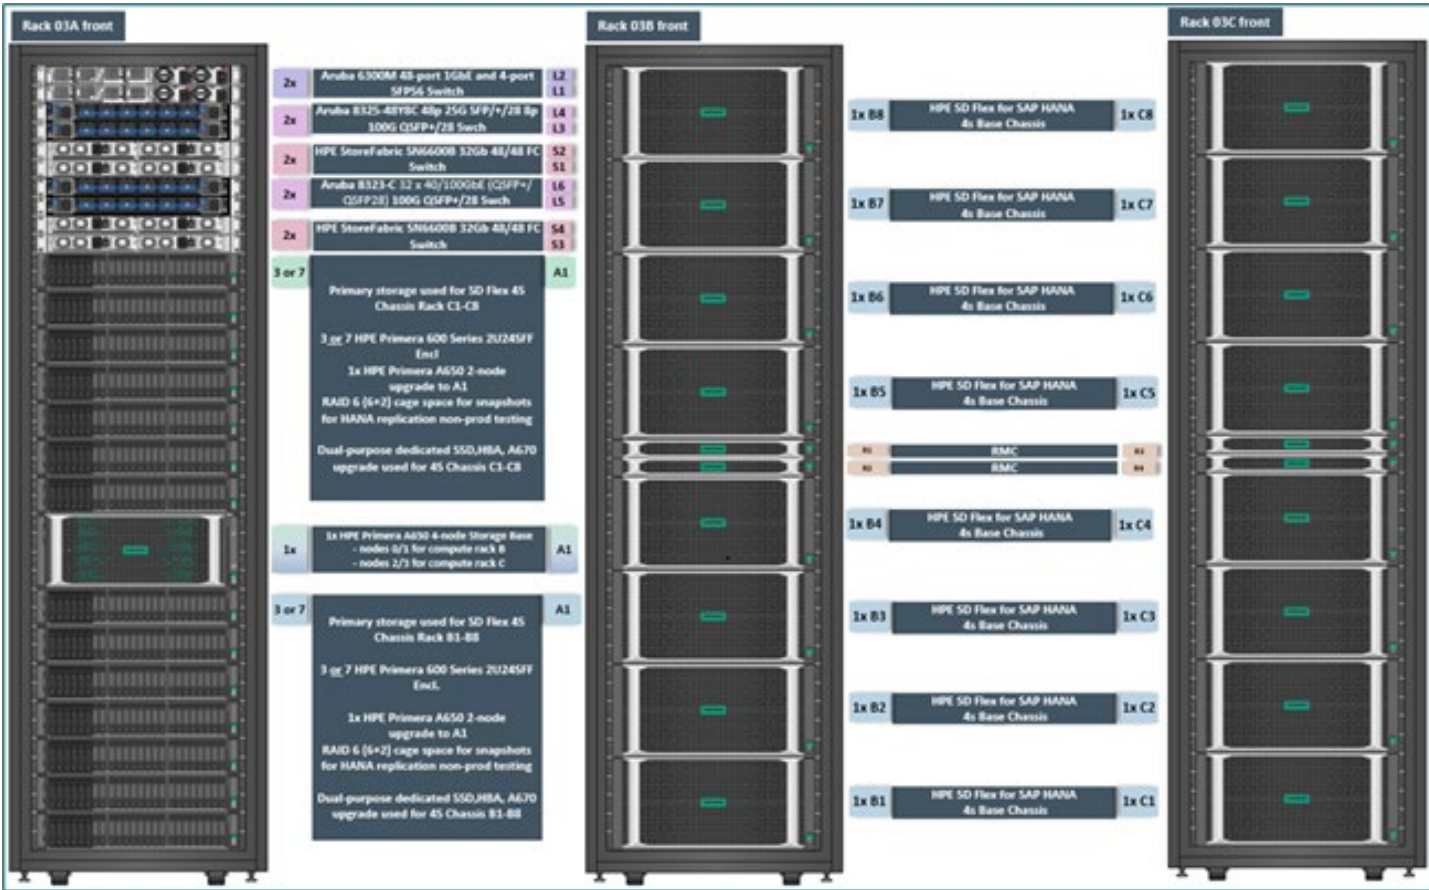 Rack 03A front
Rack 03B front
Rack 03C front
2x
Aruba 6300M 48-port 1GbE and 4-port
SFP56 Switch
L2
L1
2x
Aruba 8325-48Y8C 48p 25G SFP/+/28 8p
100G QSFP+/28 Swch
L4
L3
2x
HPE StoreFabric SN6600B 32Gb 48/48 FC
Switch
S2
S1
2x
Aruba 8323-C 32 x 40/100GbE (QSFP+/
QSFP28) 100G QSFP+/28 Swch
L6
L5
2x
HPE StoreFabric SN6600B 32Gb 48/48 FC
Switch
S4
S3
3 or 7
A1
Primary storage used for SD Flex 4S
Chassis Rack C1-C8
3 or 7 HPE Primera 600 Series 2U24SFF
Encl
1x HPE Primera A650 2-node
upgrade to A1
RAID 6 (6+2) cage space for snapshots
for HANA replication non-prod testing
Dual-purpose dedicated SSD,HBA, A670
upgrade used for 4S Chassis C1-C8
1x
1x HPE Primera A650 4-node Storage Base
- nodes 0/1 for compute rack B
- nodes 2/3 for compute rack C
A1
3 or 7
A1
Primary storage used for SD Flex 4S
Chassis Rack B1-B8
3 or 7 HPE Primera 600 Series 2U24SFF
Encl.
1x HPE Primera A650 2-node
upgrade to A1
RAID 6 (6+2) cage space for snapshots
for HANA replication non-prod testing
Dual-purpose dedicated SSD,HBA, A670
upgrade used for 4S Chassis B1-B8
1x B8
HPE SD Flex for SAP HANA
4s Base Chassis
1x C8
1x B7
HPE SD Flex for SAP HANA
4s Base Chassis
1x C7
1x B6
HPE SD Flex for SAP HANA
4s Base Chassis
1x C6
1x B5
HPE SD Flex for SAP HANA
4s Base Chassis
1x C5
RMC
RMC
1x B4
HPE SD Flex for SAP HANA
4s Base Chassis
1x C4
1x B3
HPE SD Flex for SAP HANA
4s Base Chassis
1x C3
1x B2
HPE SD Flex for SAP HANA
4s Base Chassis
1x C2
1x B1
HPE SD Flex for SAP HANA
4s Base Chassis
1x C1